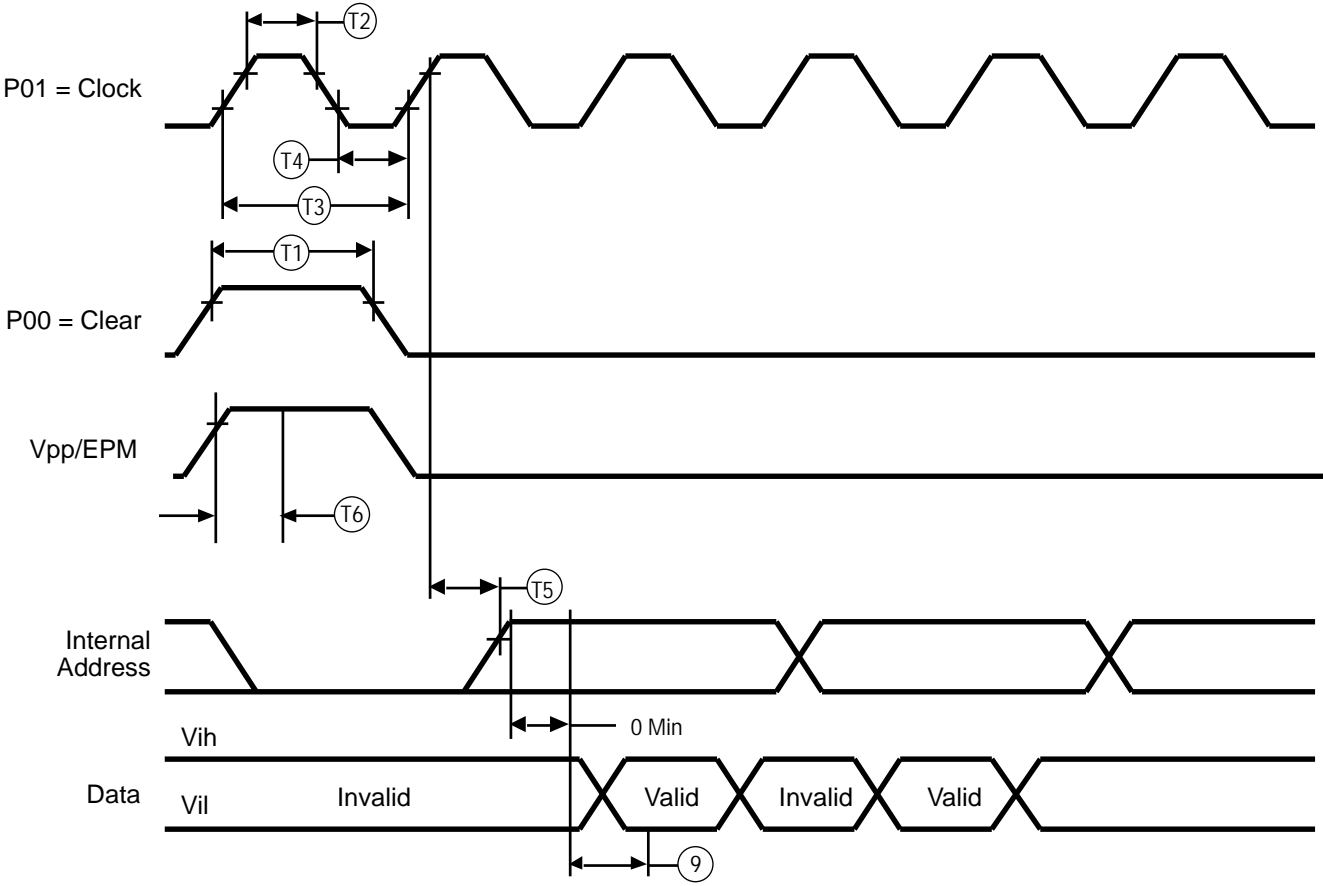 T2
P01 = Clock
T4
T3
T1
P00 = Clear
Vpp/EPM
T6
T5
Internal
Address
0 Min
Vih
Data
Vil
Invalid
Valid
Invalid
Valid
9